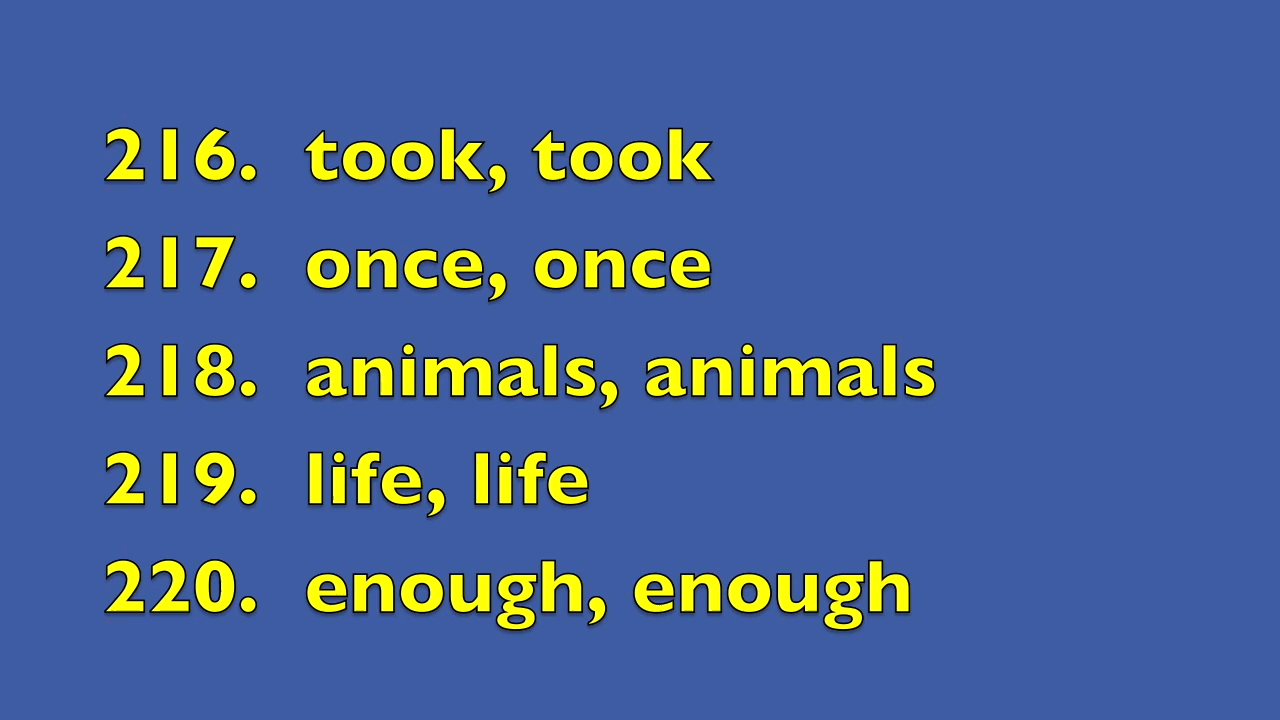 216. took, took
217. once, once
218. animals, animals
219. life, life
220. enough, enough